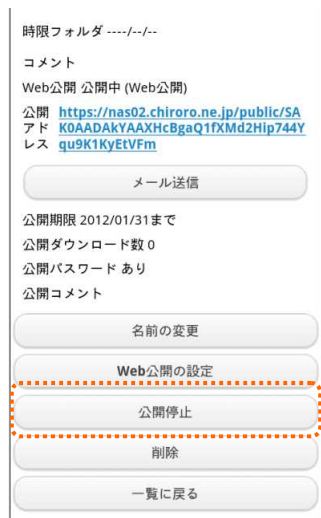 時限フォルダ ----/--/--
コメント
Web公開 公開中 (Web公開)
公開 https://nas02.chiroro.ne.jp/public/SA
アド K0AADAkYAAXHcBgaQ1fXMd2Hip744Y
レス qu9K1KyEtVFm
メール送信
公開期限 2012/01/31まで
公開ダウンロード数 0
公開パスワード あり
公開コメント
名前の変更
Web公開の設定
公開停止
削除
一覧に戻る